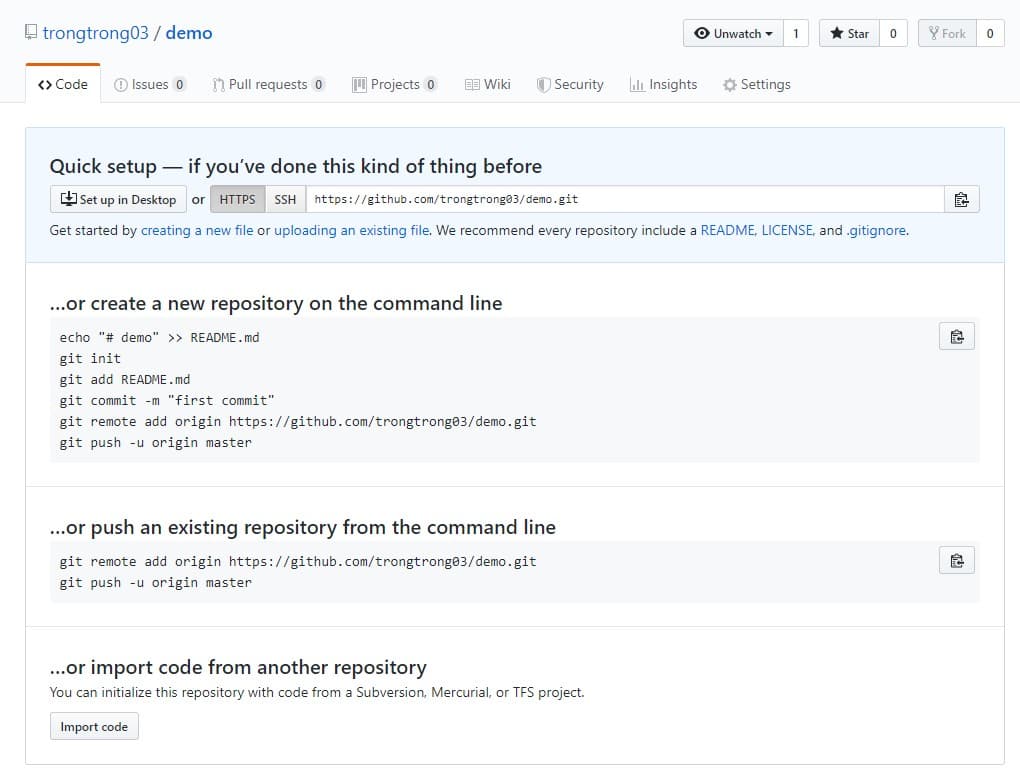 trongtrong03 / demo
Unwatch 1 Star 0 Fork 0
Code Issues 0 Pull requests 0 Projects 0 Wiki Security Insights Settings
Quick setup — if you’ve done this kind of thing before
Set up in Desktop or HTTPS SSH https://github.com/trongtrong03/demo.git
Get started by creating a new file or uploading an existing file. We recommend every repository include a README, LICENSE, and .gitignore.
…or create a new repository on the command line
echo "# demo" >> README.md
git init
git add README.md
git commit -m "first commit"
git remote add origin https://github.com/trongtrong03/demo.git
git push -u origin master
…or push an existing repository from the command line
git remote add origin https://github.com/trongtrong03/demo.git
git push -u origin master
…or import code from another repository
You can initialize this repository with code from a Subversion, Mercurial, or TFS project.
Import code